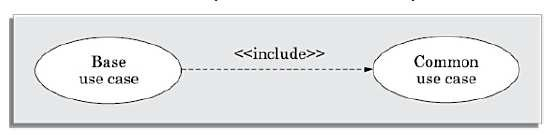 <<include>>
Base
use case
Common
use case